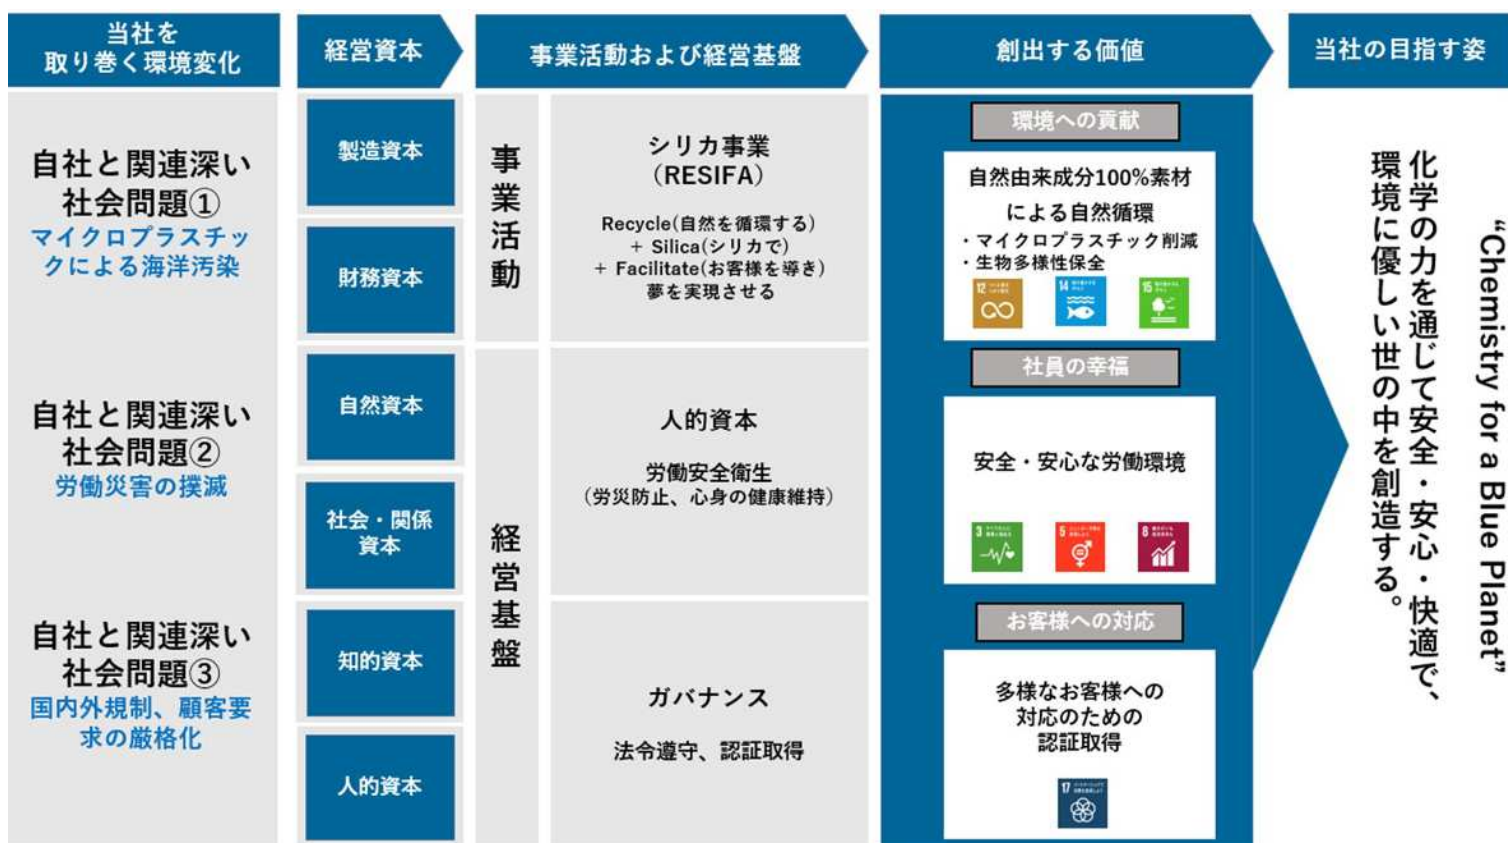 当社を
取り巻く環境変化
経営資本
事業活動および経営基盤
創出する価値
当社の目指す姿
自社と関連深い
社会問題①
マイクロプラスチッ
クによる海洋汚染
自社と関連深い
社会問題②
労働災害の撲滅
自社と関連深い
社会問題③
国内外規制、顧客要
求の厳格化
製造資本
財務資本
自然資本
社会・関係
資本
知的資本
人的資本
事業活動
シリカ事業
(RESIFA)
Recycle(自然を循環する)
+ Silica(シリカで)
+ Facilitate(お客様を導き)
夢を実現させる
経営基盤
人的資本
労働安全衛生
(労災防止、心身の健康維持)
ガバナンス
法令遵守、認証取得
環境への貢献
自然由来成分100%素材
による自然循環
・マイクロプラスチック削減
・生物多様性保全
12
14
15
社員の幸福
安全・安心な労働環境
3
5
8
お客様への対応
多様なお客様への
対応のための
認証取得
17
“Chemistry for a Blue Planet”
化学の力を通じて安全・安心・快適で、
環境に優しい世の中を創造する。